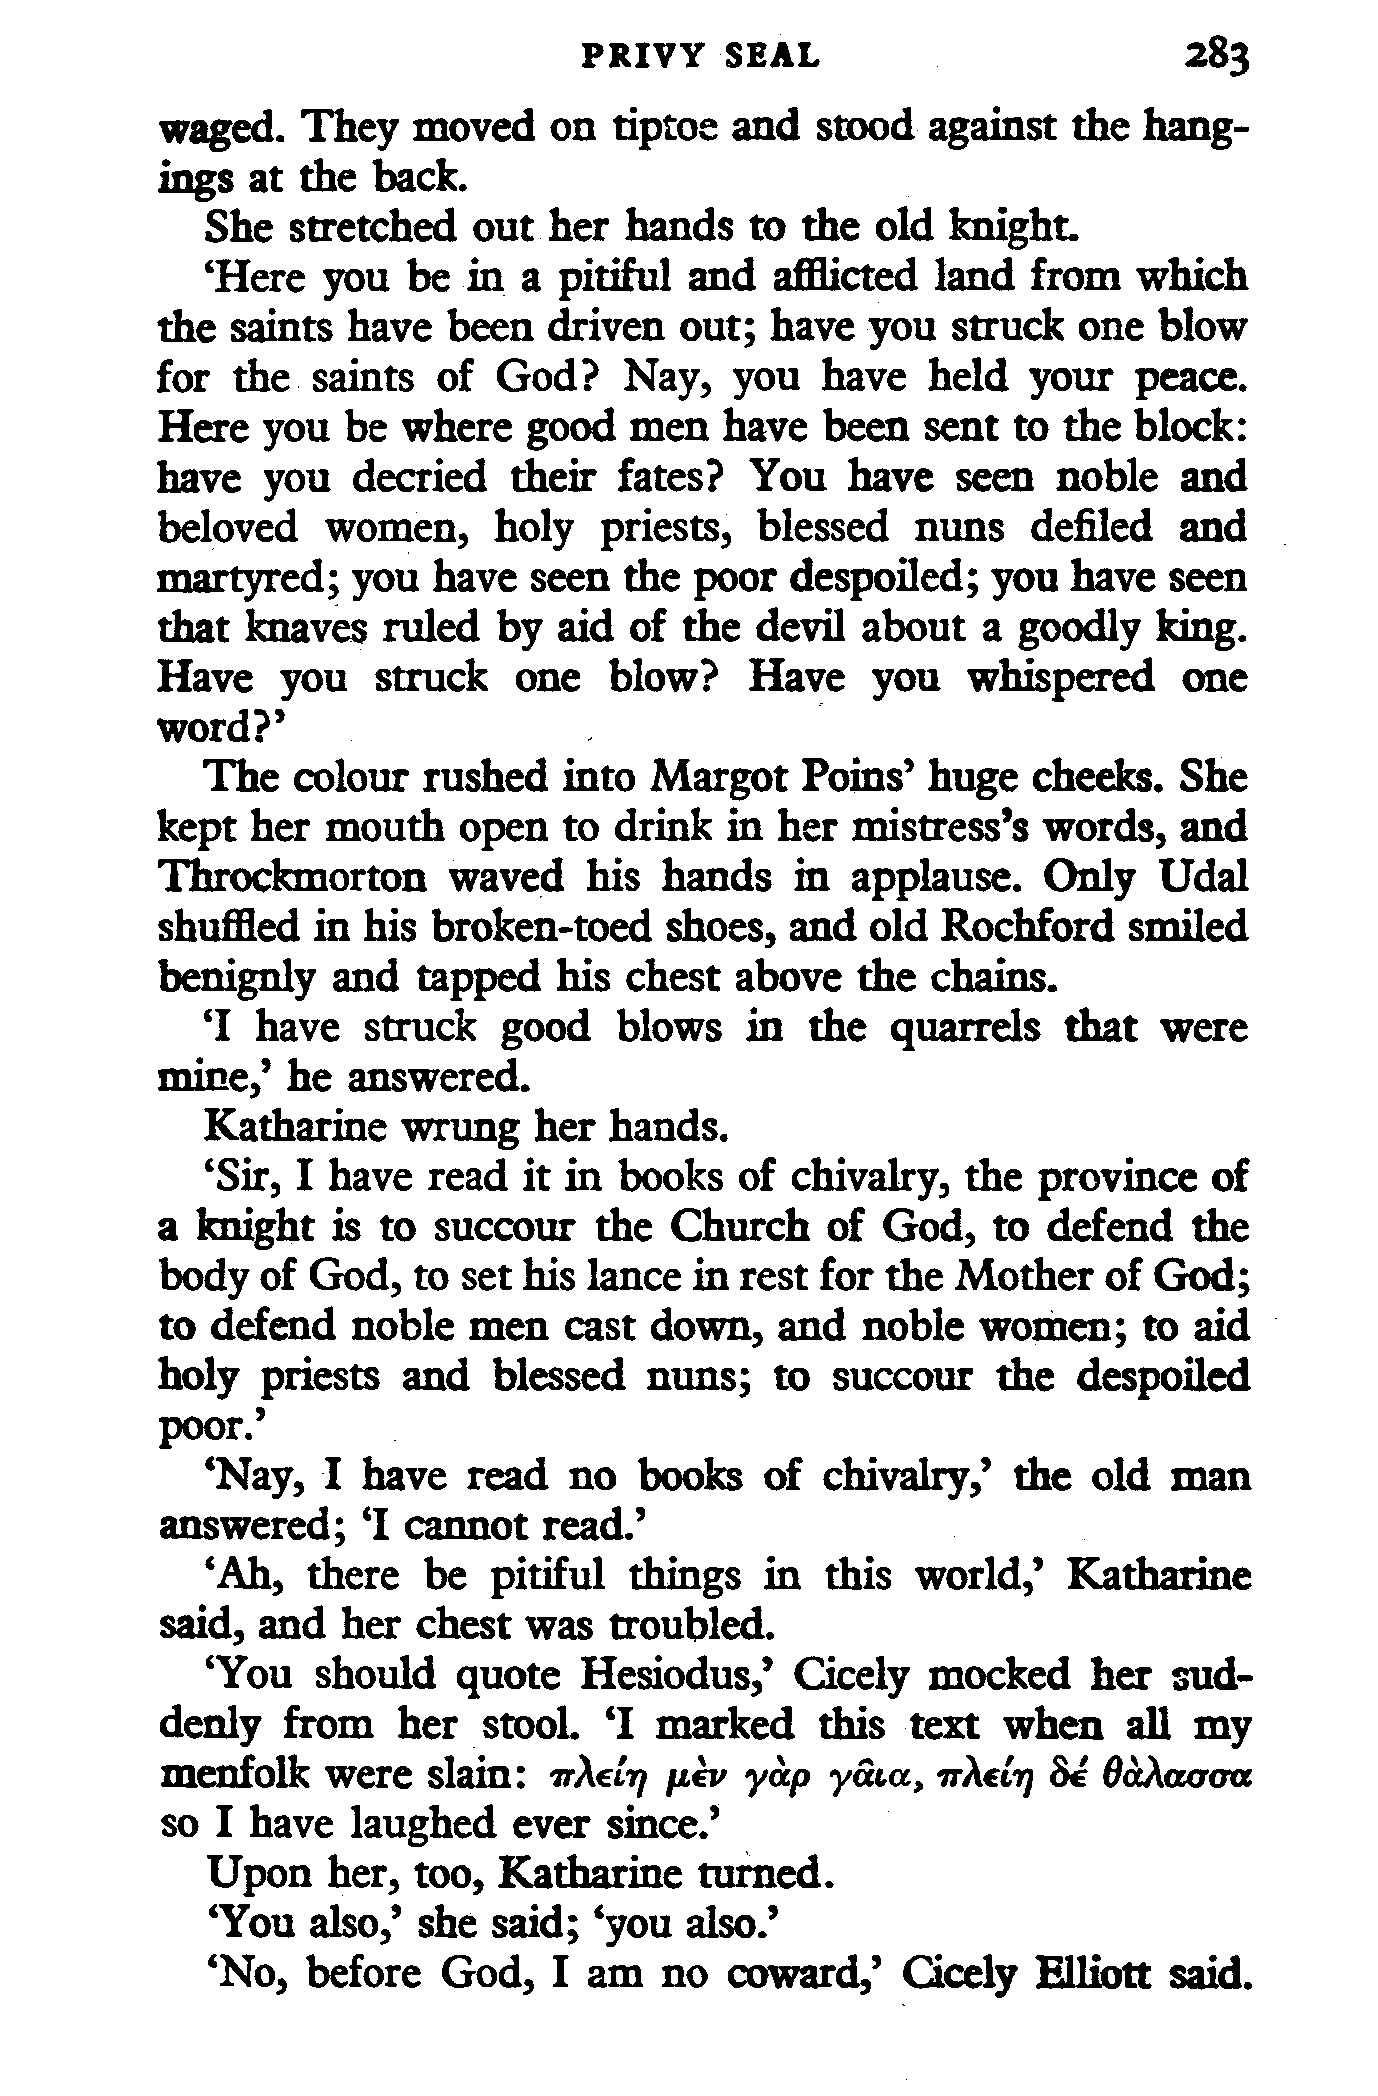 PRIVY SEAL 283
waged. They moved on tiptoe and stood against the hang-
ings at the back.
She stretched out her hands to the old knight.
‘Here you be in a pitiful and afflicted land from which
the saints have been driven out; have you struck one blow
for the saints of God? Nay, you have held your peace.
Here you be where good men have been sent to the block:
have you decried their fates? You have seen noble and
beloved women, holy priests, blessed nuns defiled and
martyred; you have seen the poor despoiled; you have seen
that knaves ruled by aid of the devil about a goodly king.
Have you struck one blow? Have you whispered one
word?’
The colour rushed into Margot Poins’ huge cheeks. She
kept her mouth open to drink in her mistress’s words, and
Throckmorton waved his hands in applause. Only Udal
shuffled in his broken-toed shoes, and old Rochford smiled
benignly and tapped his chest above the chains.
‘I have struck good blows in the quarrels that were
mine,’ he answered.
Katharine wrung her hands.
‘Sir, I have read it in books of chivalry, the province of
a knight is to succour the Church of God, to defend the
body of God, to set his lance in rest for the Mother of God;
to defend noble men cast down, and noble women; to aid
holy priests and blessed nuns; to succour the despoiled
poor.’
‘Nay, I have read no books of chivalry,’ the old man
answered; ‘I cannot read.’
‘Ah, there be pitiful things in this world,’ Katharine
said, and her chest was troubled.
‘You should quote Hesiodus,’ Cicely mocked her sud-
denly from her stool. ‘I marked this text when all my
menfolk were slain: πλείη μὲν γὰρ γᾶια, πλείη δέ θὰλασσα
so I have laughed ever since.’
Upon her, too, Katharine turned.
‘You also,’ she said; ‘you also.’
‘No, before God, I am no coward,’ Cicely Elliott said.